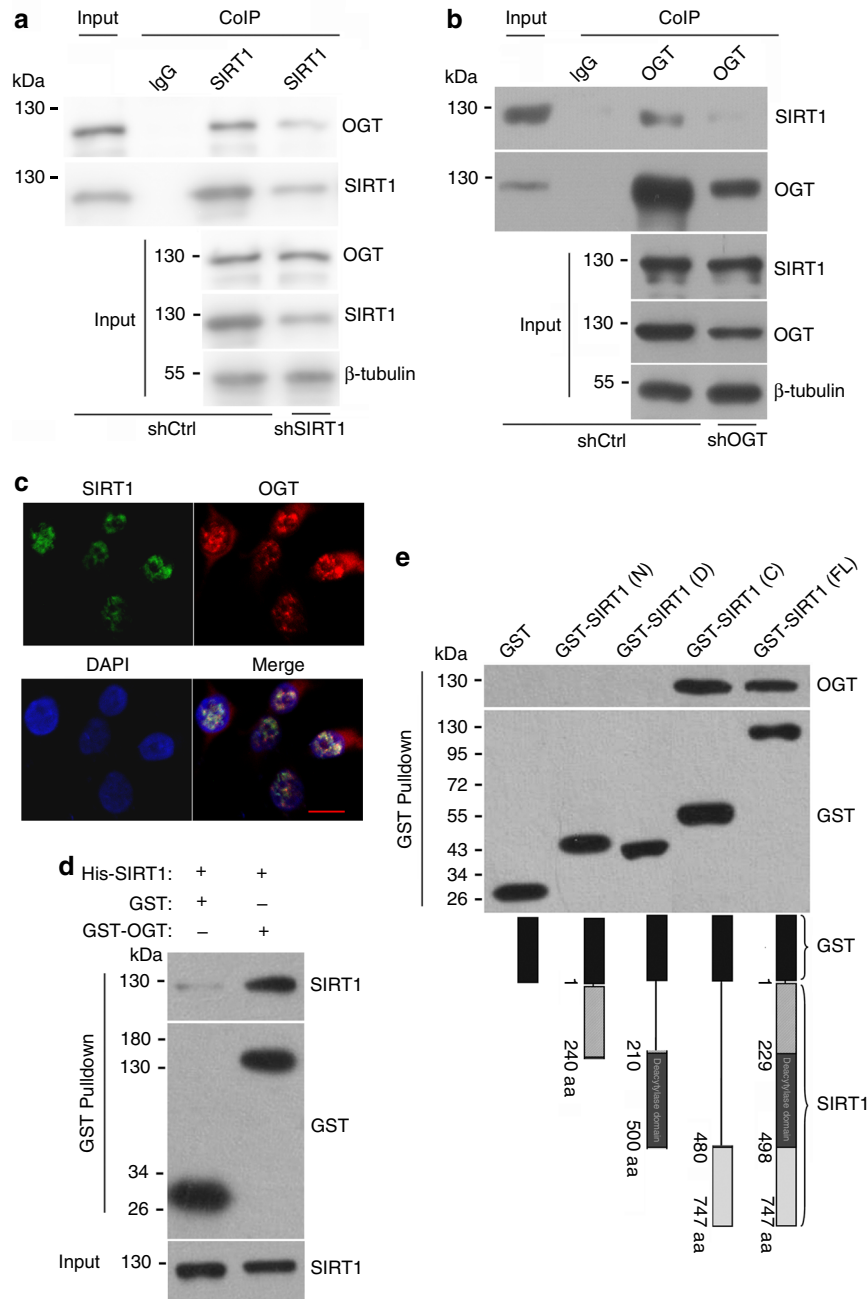 a
Input CoIP
kDa IgG SIRT1 SIRT1
130 OGT
130 SIRT1
130 OGT
Input 130 SIRT1
55 β-tubulin
shCtrl shSIRT1
b
Input CoIP
kDa IgG OGT OGT
130 SIRT1
130 OGT
130 SIRT1
Input 130 OGT
55 β-tubulin
shCtrl shOGT
c
SIRT1 OGT
DAPI Merge
d
His-SIRT1: + +
GST: + –
GST-OGT: – +
kDa
130 SIRT1
GST Pulldown
180
130
GST
34
26
Input 130 SIRT1
e
GST GST-SIRT1 (N) GST-SIRT1 (D) GST-SIRT1 (C) GST-SIRT1 (FL)
kDa
130 OGT
GST Pulldown
130
95
72
55 GST
43
34
26
GST
1 240 aa
210 Deacytylase domain 500 aa
480 747 aa
1 229 Deacytylase domain 498 747 aa
SIRT1